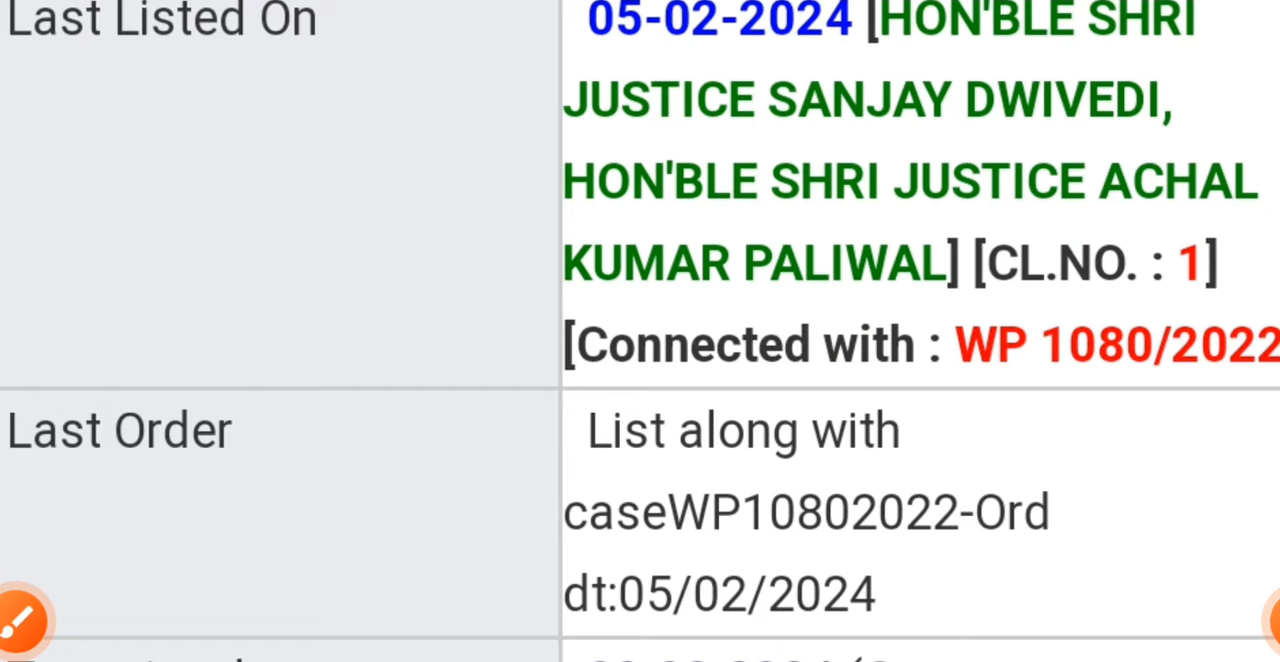 Last Listed On
05-02-2024 [HON'BLE SHRI
JUSTICE SANJAY DWIVEDI,
HON'BLE SHRI JUSTICE ACHAL
KUMAR PALIWAL] [CL.NO. : 1]
[Connected with : WP 1080/2022
Last Order
List along with
caseWP10802022-Ord
dt:05/02/2024